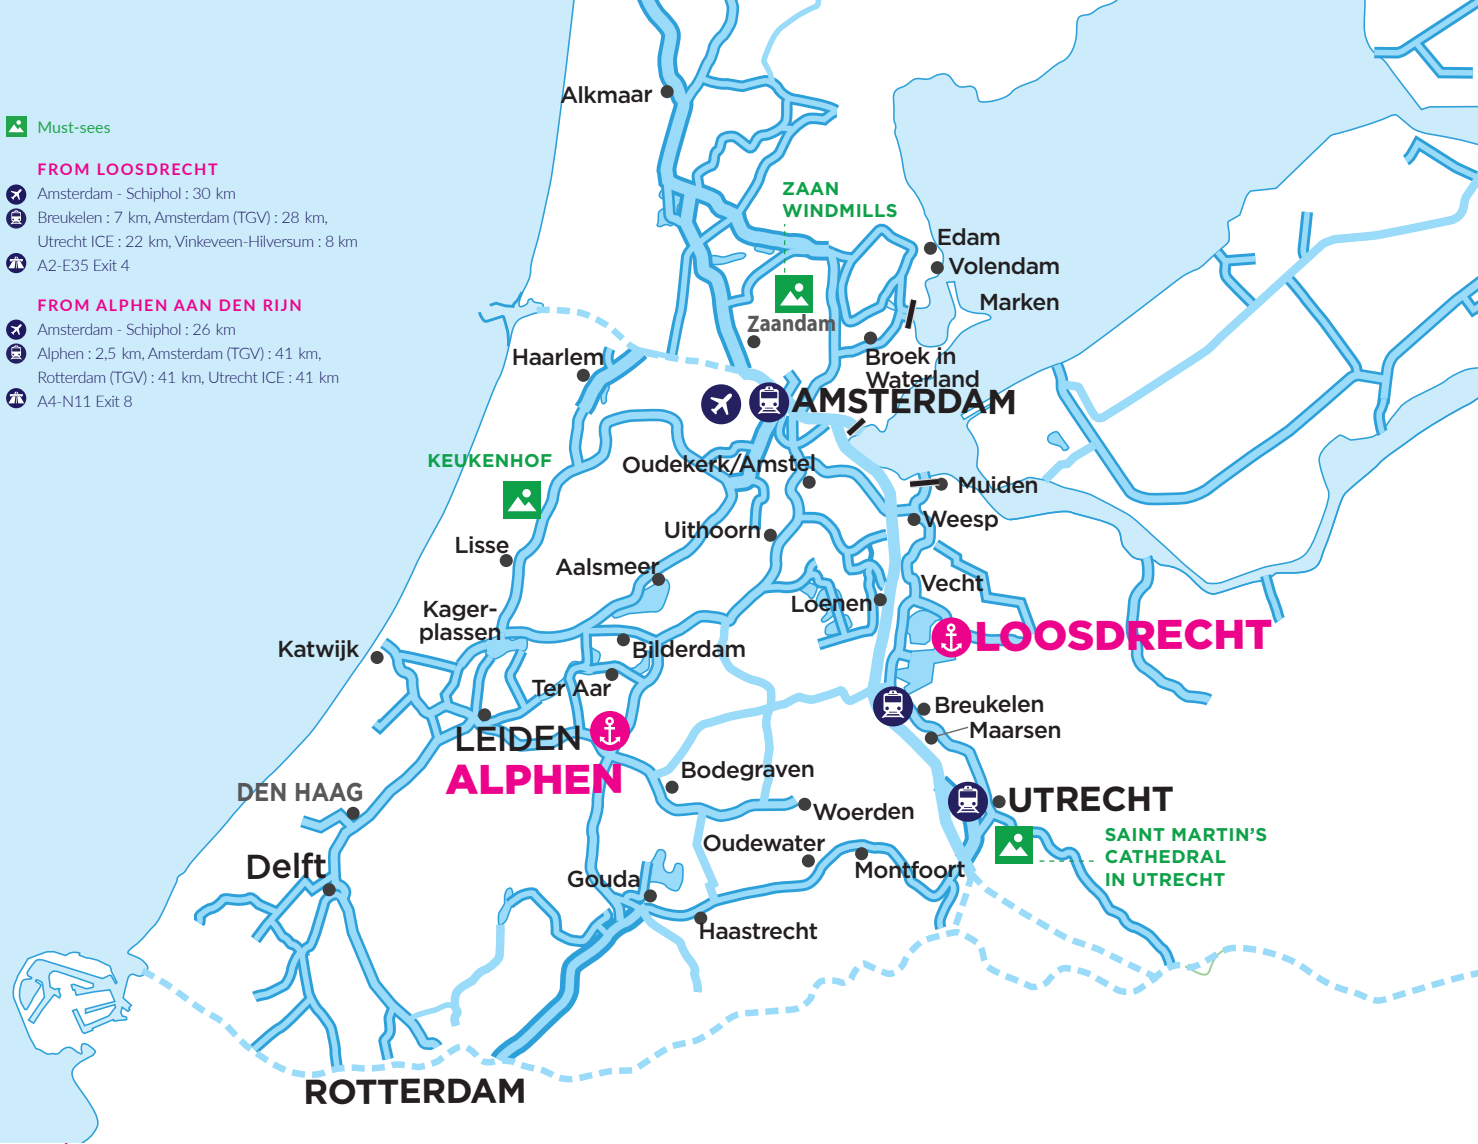 Must-sees
FROM LOOSDRECHT
Amsterdam - Schiphol : 30 km
Breukelen : 7 km, Amsterdam (TGV) : 28 km,
Utrecht ICE : 22 km, Vinkeveen-Hilversum : 8 km
A2-E35 Exit 4
FROM ALPHEN AAN DEN RIJN
Amsterdam - Schiphol : 26 km
Alphen : 2,5 km, Amsterdam (TGV) : 41 km,
Rotterdam (TGV) : 41 km, Utrecht ICE : 41 km
A4-N11 Exit 8
Alkmaar
ZAAN
WINDMILLS
Edam
Volendam
Marken
Zaandam
Haarlem
Broek in
Waterland
AMSTERDAM
KEUKENHOF
Oudekerk/Amstel
Muiden
Weesp
Uithoorn
Lisse
Aalsmeer
Vecht
Loenen
Kager-
plassen
LOOSDRECHT
Katwijk
Bilderdam
Ter Aar
Breukelen
Maarsen
LEIDEN
ALPHEN
Bodegraven
DEN HAAG
UTRECHT
Woerden
Oudewater
SAINT MARTIN'S
CATHEDRAL
IN UTRECHT
Delft
Montfoort
Gouda
Haastrecht
ROTTERDAM